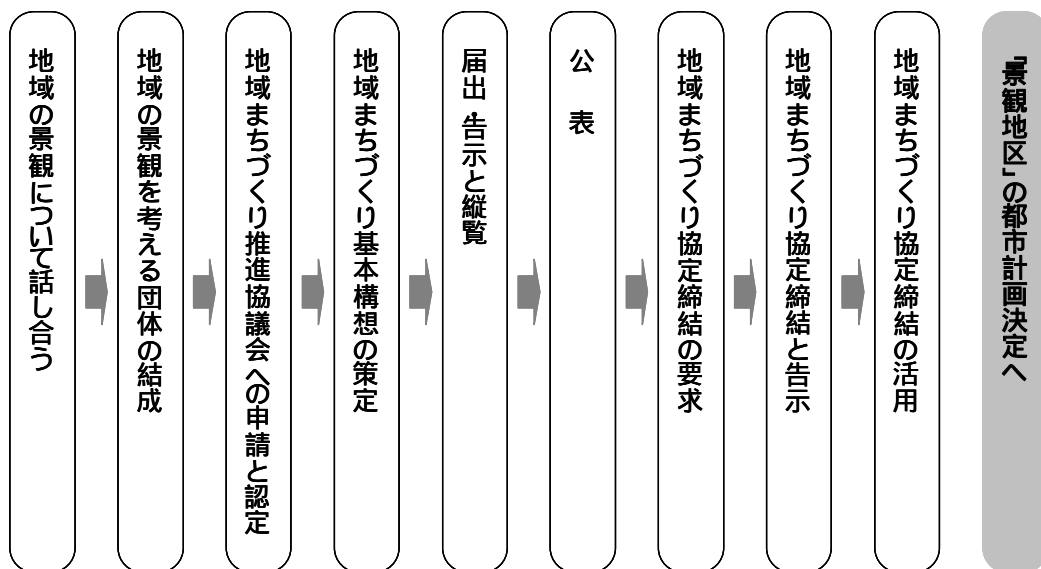 地域の景観について話し合う
地域の景観を考える団体の結成
地域まちづくり推進協議会への申請と認定
地域まちづくり基本構想の策定
届出・告示と縦覧
公　表
地域まちづくり協定締結の要求
地域まちづくり協定締結と告示
地域まちづくり協定締結の活用
「景観地区」の都市計画決定へ